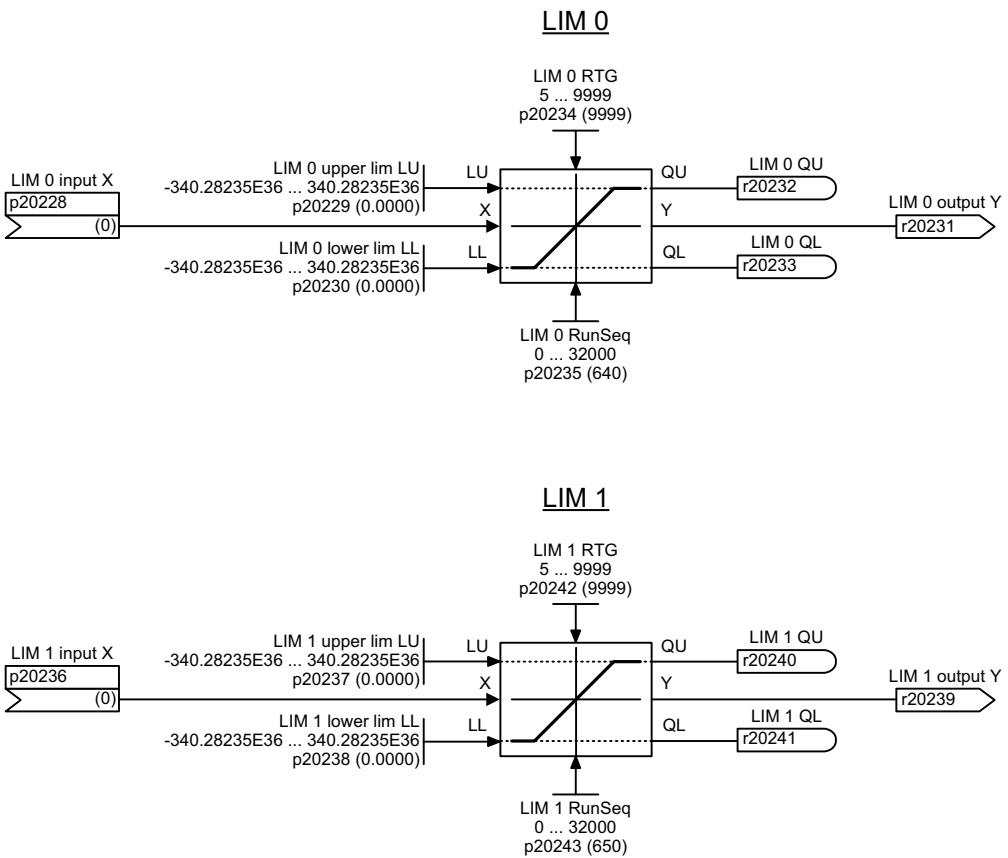 LIM 0
LIM 0 RTG
5 ... 9999
p20234 (9999)
LIM 0 input X
p20228
(0)
LIM 0 upper lim LU
-340.28235E36 ... 340.28235E36
p20229 (0.0000)
LIM 0 lower lim LL
-340.28235E36 ... 340.28235E36
p20230 (0.0000)
LU
X
LL
QU
Y
QL
LIM 0 QU
r20232
LIM 0 QL
r20233
LIM 0 output Y
r20231
LIM 0 RunSeq
0 ... 32000
p20235 (640)
LIM 1
LIM 1 RTG
5 ... 9999
p20242 (9999)
LIM 1 input X
p20236
(0)
LIM 1 upper lim LU
-340.28235E36 ... 340.28235E36
p20237 (0.0000)
LIM 1 lower lim LL
-340.28235E36 ... 340.28235E36
p20238 (0.0000)
LU
X
LL
QU
Y
QL
LIM 1 QU
r20240
LIM 1 QL
r20241
LIM 1 output Y
r20239
LIM 1 RunSeq
0 ... 32000
p20243 (650)